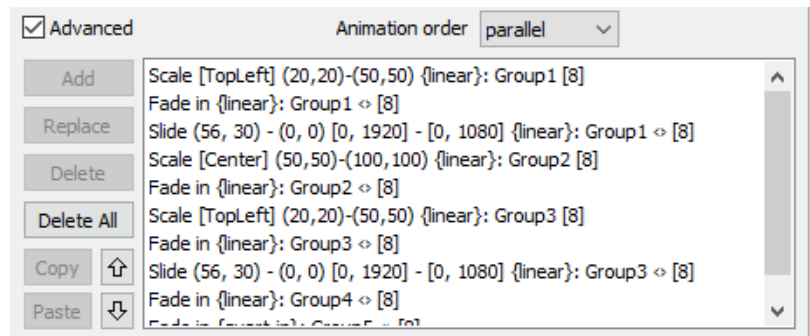 Advanced
Animation order parallel
Add
Replace
Delete
Delete All
Copy
Paste
Scale [TopLeft] (20,20)-(50,50) {linear}: Group1 [8]
Fade in {linear}: Group1 <> [8]
Slide (56, 30) - (0, 0) [0, 1920] - [0, 1080] {linear}: Group1 <> [8]
Scale [Center] (50,50)-(100,100) {linear}: Group2 [8]
Fade in {linear}: Group2 <> [8]
Scale [TopLeft] (20,20)-(50,50) {linear}: Group3 [8]
Fade in {linear}: Group3 <> [8]
Slide (56, 30) - (0, 0) [0, 1920] - [0, 1080] {linear}: Group3 <> [8]
Fade in {linear}: Group4 <> [8]